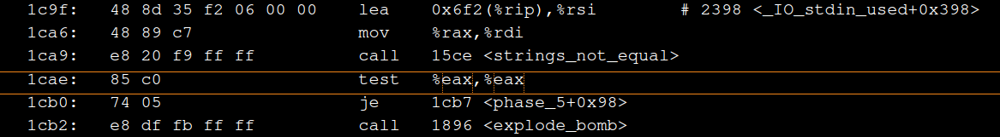 1c9f: 48 8d 35 f2 06 00 00 lea 0x6f2(%rip),%rsi # 2398 <_IO_stdin_used+0x398>
1ca6: 48 89 c7 mov %rax,%rdi
1ca9: e8 20 f9 ff ff call 15ce <strings_not_equal>
1cae: 85 c0 test %eax,%eax
1cb0: 74 05 je 1cb7 <phase_5+0x98>
1cb2: e8 df fb ff ff call 1896 <explode_bomb>